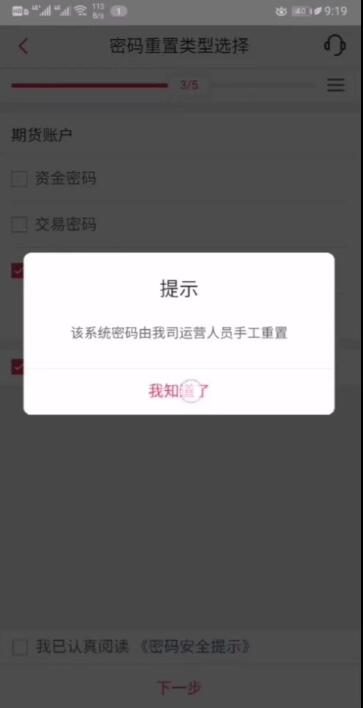 115 B/s 1 40 9:19
密码重置类型选择
3/5
期货账户
资金密码
交易密码
提示
该系统密码由我司运营人员手工重置
我知道了
我已认真阅读 《密码安全提示》
下一步